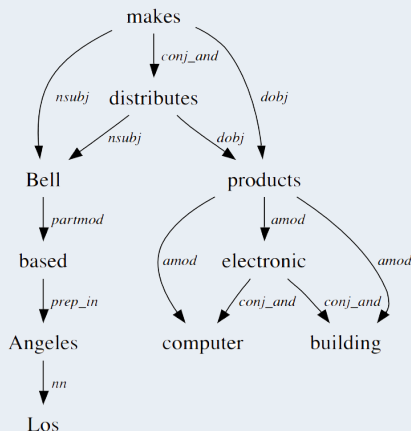 makes
conj_and
nsubj distributes dobj
nsubj dobj
Bell products
partmod amod
based amod electronic amod
prep_in conj_and conj_and
Angeles computer building
nn
Los